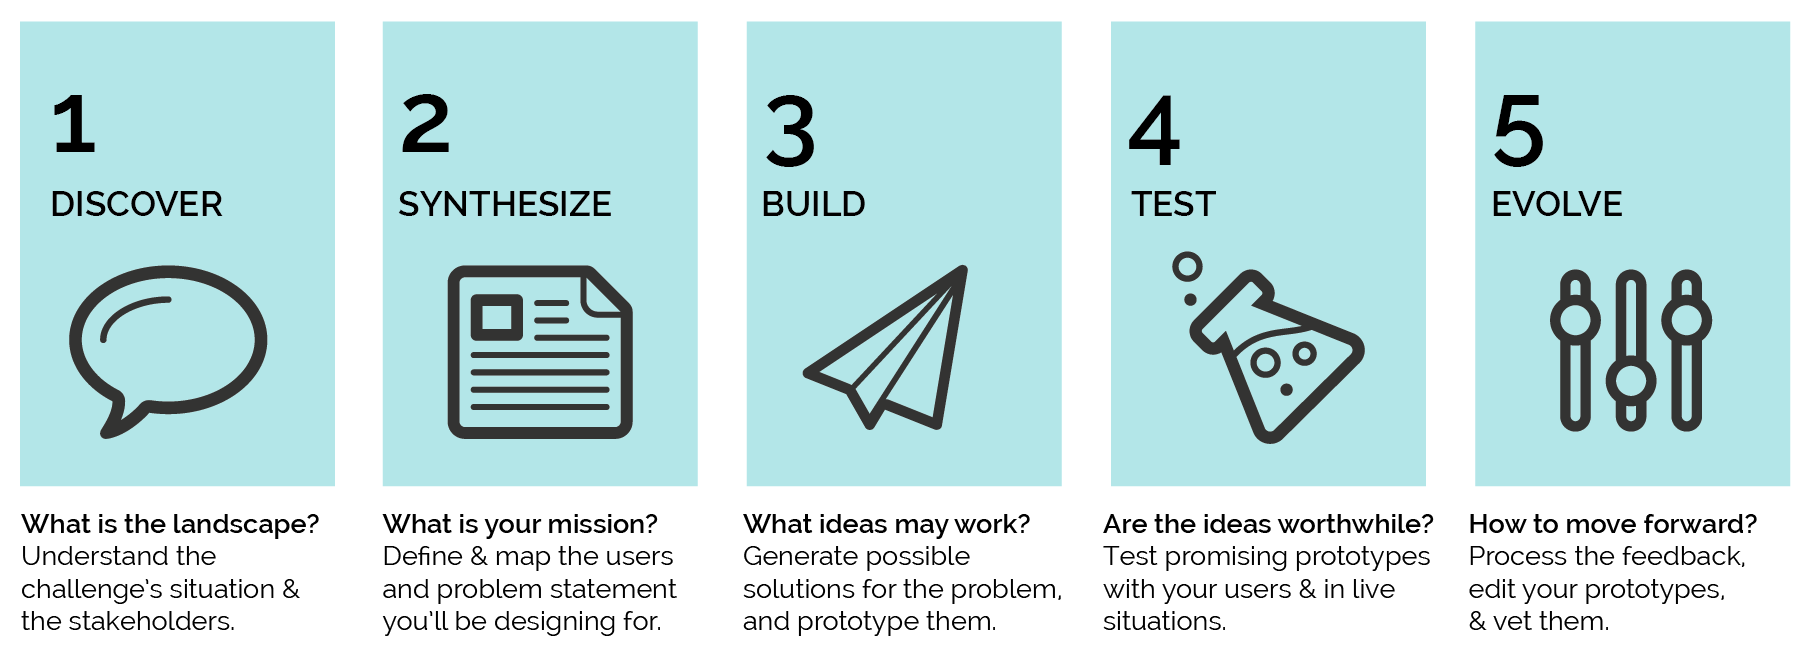 1
DISCOVER
What is the landscape?
Understand the
challenge's situation &
the stakeholders.
2
SYNTHESIZE
What is your mission?
Define & map the users
and problem statement
you'll be designing for.
3
BUILD
What ideas may work?
Generate possible
solutions for the problem,
and prototype them.
4
TEST
Are the ideas worthwhile?
Test promising prototypes
with your users & in live
situations.
5
EVOLVE
How to move forward?
Process the feedback,
edit your prototypes,
& vet them.